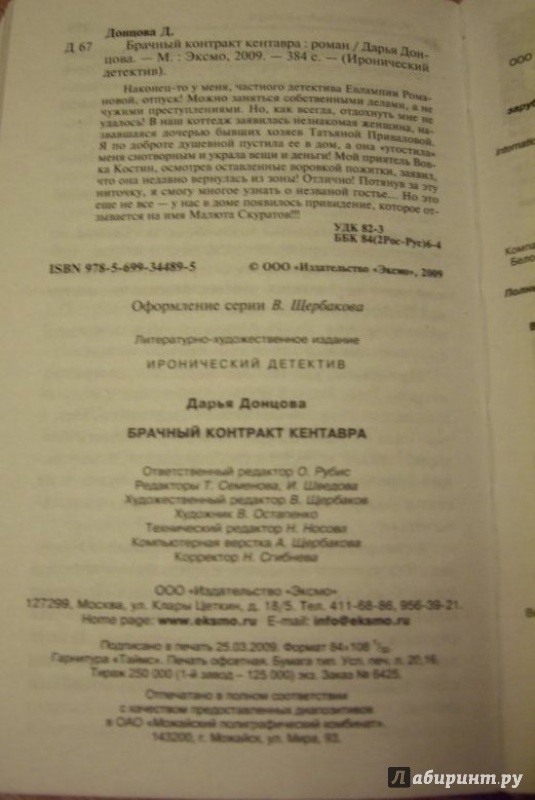 Донцова Д.
Д 67 Брачный контракт кентавра : роман / Дарья Дон-
цова. — М. : Эксмо, 2009. — 384 с. — (Иронический
детектив).
Наконец-то у меня, частного детектива Евлампии Рома-
новой, отпуск! Можно заняться собственными делами, а не
чужими преступлениями. Но, как всегда, отдохнуть мне не
удалось! В наш коттедж заявилась незнакомая женщина, на-
звавшаяся дочерью бывших хозяев Татьяной Приваловой.
Я по доброте душевной пустила ее в дом, а она «угостила»
меня снотворным и украла вещи и деньги! Мой приятель Вов-
ка Костин, осмотрев оставленные воровкой пожитки, заявил,
что она недавно вернулась из зоны! Отлично! Потянув за эту
ниточку, я смогу многое узнать о незваной гостье... Но это
еще не все — у нас в доме появилось привидение, которое от-
зывается на имя Малюта Скуратов!!!
УДК 82-3
ББК 84(2Рос-Рус)6-4
ISBN 978-5-699-34489-5
© ООО «Издательство «Эксмо», 2009
Оформление серии В. Щербакова
Литературно-художественное издание
ИРОНИЧЕСКИЙ ДЕТЕКТИВ
Дарья Донцова
БРАЧНЫЙ КОНТРАКТ КЕНТАВРА
Ответственный редактор О. Рубис
Редакторы Т. Семенова, И. Шведова
Художественный редактор В. Щербаков
Художник В. Остапенко
Технический редактор Н. Носова
Компьютерная верстка А. Щербакова
Корректор Н. Сгибнева
ООО «Издательство «Эксмо»
127299, Москва, ул. Клары Цеткин, д. 18/5. Тел. 411-68-86, 956-39-21.
Home page: www.eksmo.ru E-mail: info@eksmo.ru
Подписано в печать 25.03.2009. Формат 84×108 1/32.
Гарнитура «Таймс». Печать офсетная. Бумага тип. Усл. печ. л. 20,16.
Тираж 250 000 (1-й завод – 125 000) экз. Заказ № 6425.
Отпечатано в полном соответствии
с качеством предоставленных диапозитивов
в ОАО «Можайский полиграфический комбинат».
143200, г. Можайск, ул. Мира, 93.
ООО
заруб
Internati
Компа
Бело
Полны
Лабиринт.ру